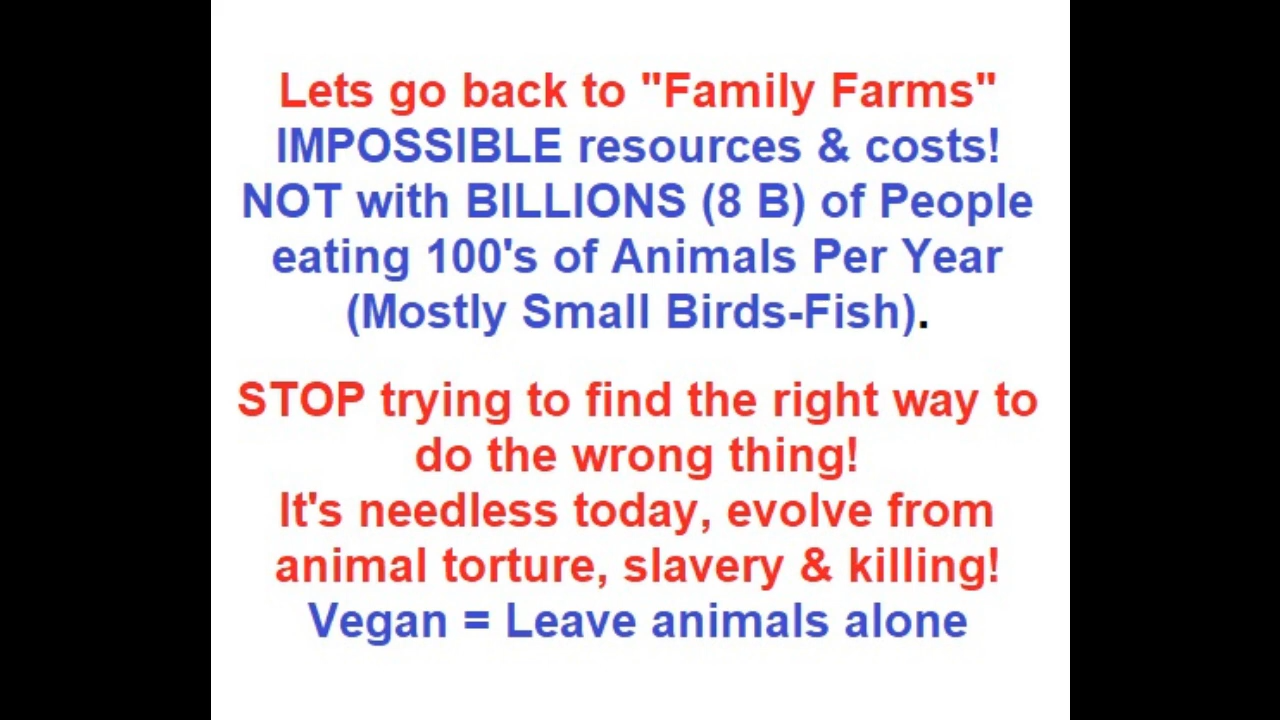 Lets go back to "Family Farms"
IMPOSSIBLE resources & costs!
NOT with BILLIONS (8 B) of People
eating 100's of Animals Per Year
(Mostly Small Birds-Fish).
STOP trying to find the right way to
do the wrong thing!
It's needless today, evolve from
animal torture, slavery & killing!
Vegan = Leave animals alone